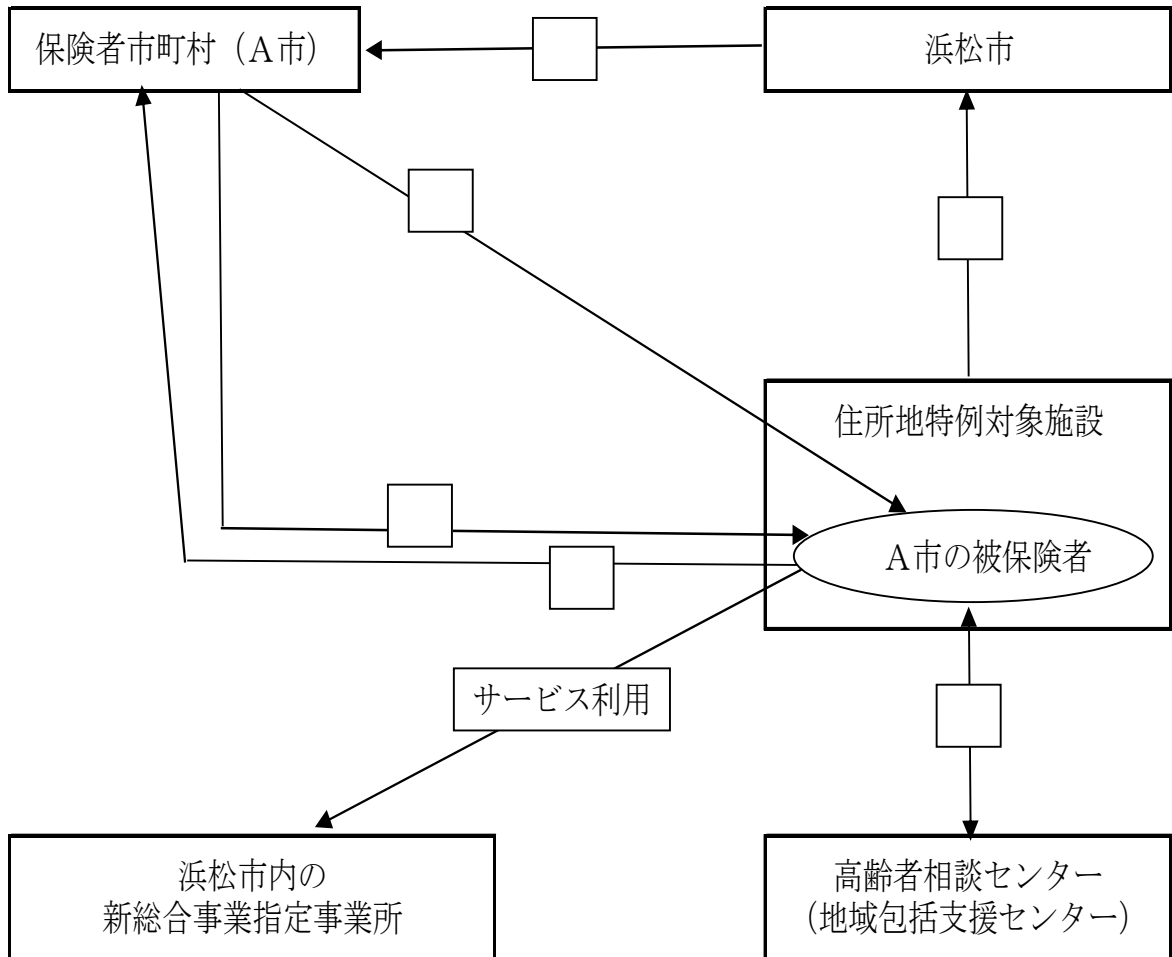 保険者市町村（Ａ市）
浜松市
住所地特例対象施設
Ａ市の被保険者
サービス利用
浜松市内の
新総合事業指定事業所
高齢者相談センター
（地域包括支援センター）